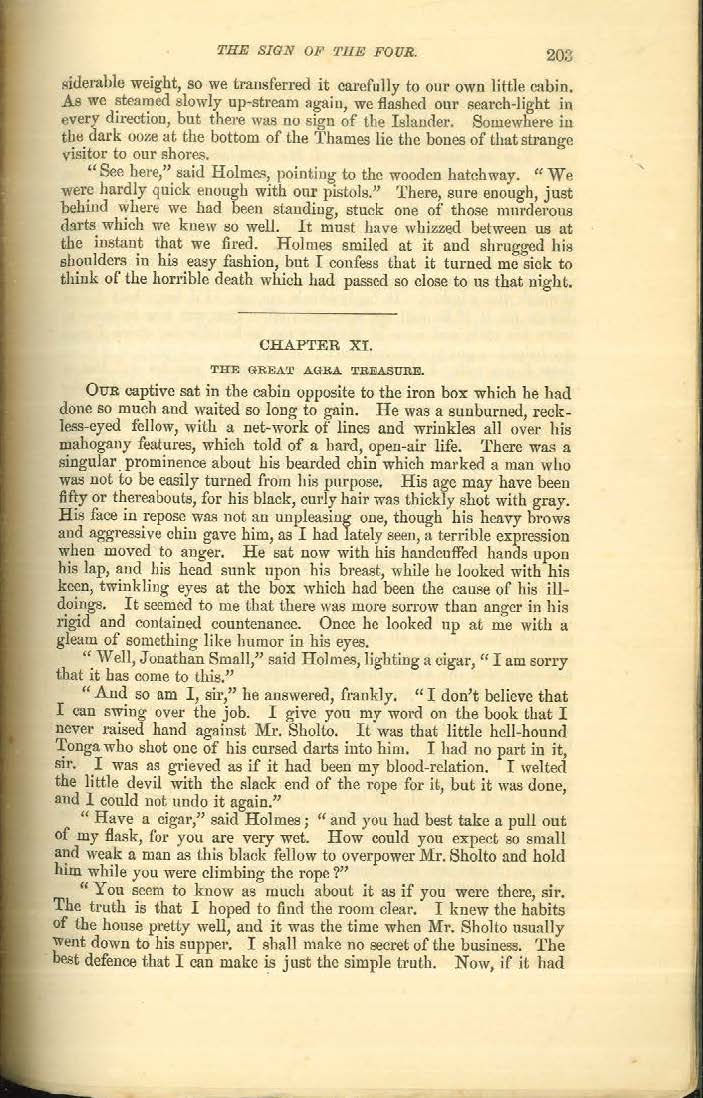 THE SIGN OF THE FOUR. 203
siderable weight, so we transferred it carefully to our own little cabin.
As we steamed slowly up-stream again, we flashed our search-light in
every direction, but there was no sign of the Islander. Somewhere in
the dark ooze at the bottom of the Thames lie the bones of that strange
visitor to our shores.
“See here,” said Holmes, pointing to the wooden hatchway. “We
were hardly quick enough with our pistols.” There, sure enough, just
behind where we had been standing, stuck one of those murderous
darts which we knew so well. It must have whizzed between us at
the instant that we fired. Holmes smiled at it and shrugged his
shoulders in his easy fashion, but I confess that it turned me sick to
think of the horrible death which had passed so close to us that night.
CHAPTER XI.
THE GREAT AGRA TREASURE.
OUR captive sat in the cabin opposite to the iron box which he had
done so much and waited so long to gain. He was a sunburned, reck-
less-eyed fellow, with a net-work of lines and wrinkles all over his
mahogany features, which told of a hard, open-air life. There was a
singular prominence about his bearded chin which marked a man who
was not to be easily turned from his purpose. His age may have been
fifty or thereabouts, for his black, curly hair was thickly shot with gray.
His face in repose was not an unpleasing one, though his heavy brows
and aggressive chin gave him, as I had lately seen, a terrible expression
when moved to anger. He sat now with his handcuffed hands upon
his lap, and his head sunk upon his breast, while he looked with his
keen, twinkling eyes at the box which had been the cause of his ill-
doings. It seemed to me that there was more sorrow than anger in his
rigid and contained countenance. Once he looked up at me with a
gleam of something like humor in his eyes.
“Well, Jonathan Small,” said Holmes, lighting a cigar, “I am sorry
that it has come to this.”
“And so am I, sir,” he answered, frankly. “I don't believe that
I can swing over the job. I give you my word on the book that I
never raised hand against Mr. Sholto. It was that little hell-hound
Tonga who shot one of his cursed darts into him. I had no part in it,
sir. I was as grieved as if it had been my blood-relation. I welted
the little devil with the slack end of the rope for it, but it was done,
and I could not undo it again.”
“Have a cigar,” said Holmes; “and you had best take a pull out
of my flask, for you are very wet. How could you expect so small
and weak a man as this black fellow to overpower Mr. Sholto and hold
him while you were climbing the rope?”
“You seem to know as much about it as if you were there, sir.
The truth is that I hoped to find the room clear. I knew the habits
of the house pretty well, and it was the time when Mr. Sholto usually
went down to his supper. I shall make no secret of the business. The
best defence that I can make is just the simple truth. Now, if it had